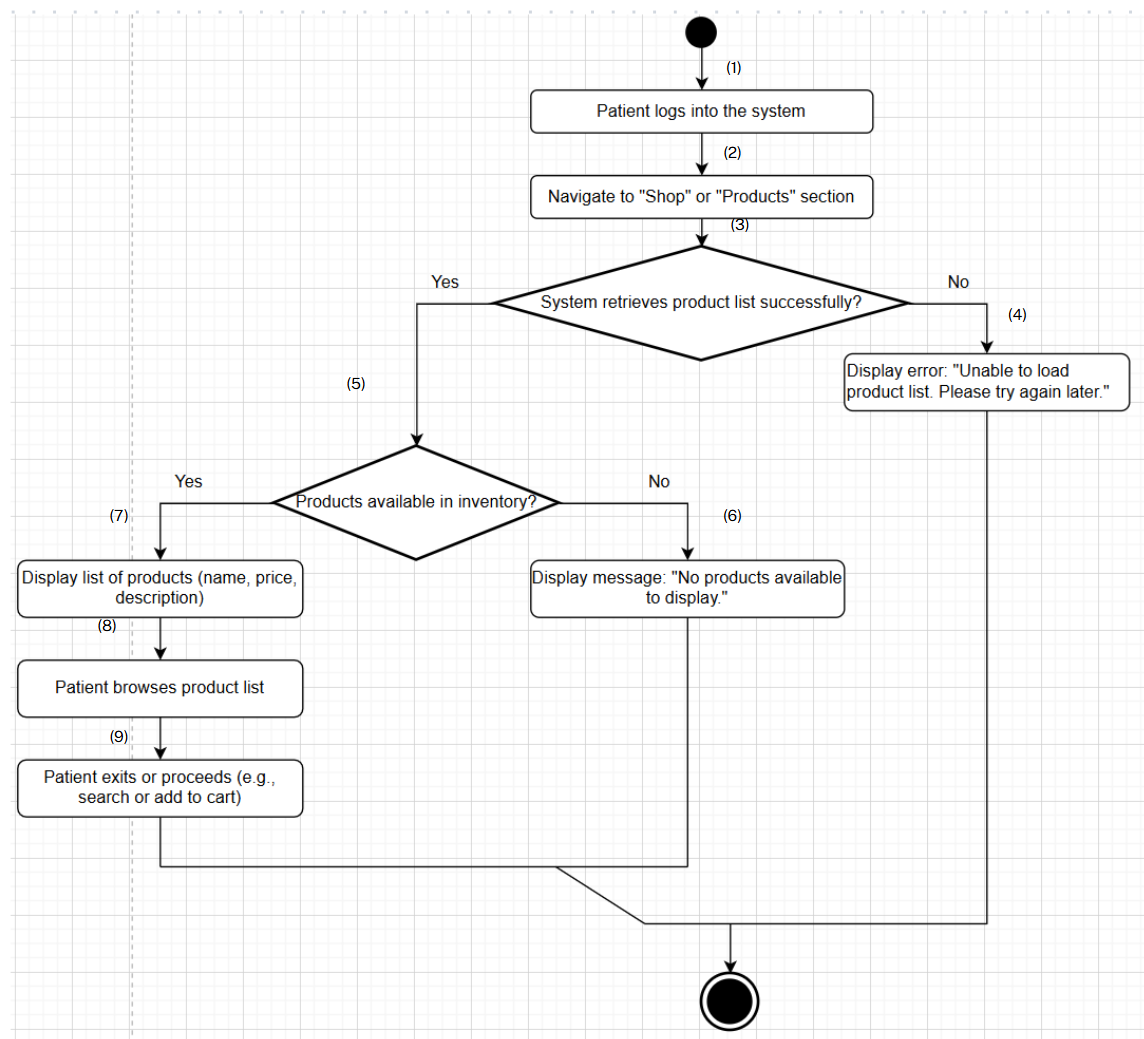 (1)
Patient logs into the system
(2)
Navigate to "Shop" or "Products" section
(3)
Yes
No
System retrieves product list successfully?
(4)
Display error: "Unable to load
product list. Please try again later."
(5)
Yes
No
Products available in inventory?
(7)
(6)
Display list of products (name, price,
description)
Display message: "No products available
to display."
(8)
Patient browses product list
(9)
Patient exits or proceeds (e.g.,
search or add to cart)